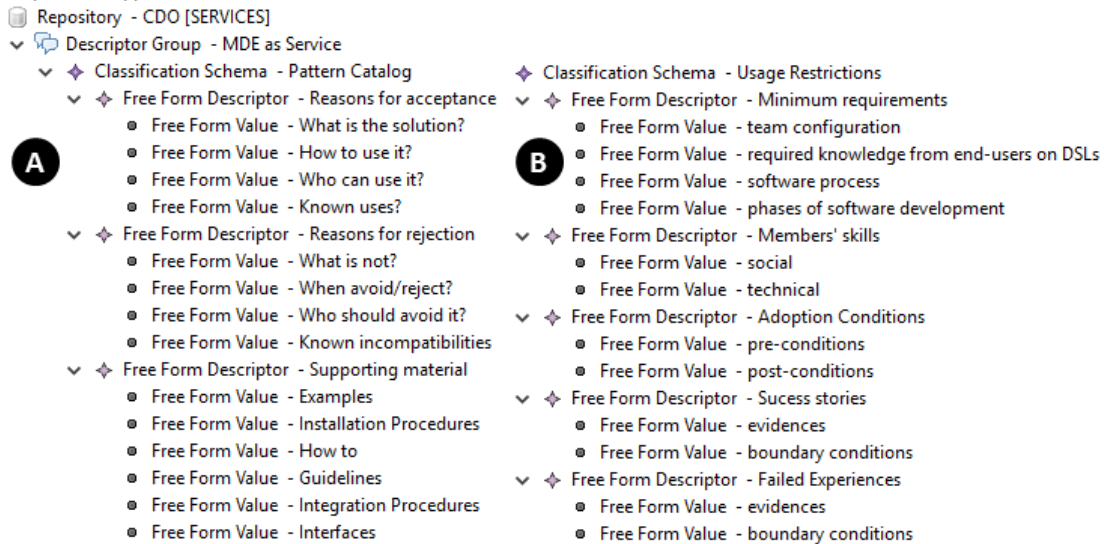 Repository - CDO [SERVICES]
Descriptor Group - MDE as Service
Classification Schema - Pattern Catalog
Free Form Descriptor - Reasons for acceptance
Free Form Value - What is the solution?
Free Form Value - How to use it?
A
Free Form Value - Who can use it?
Free Form Value - Known uses?
Free Form Descriptor - Reasons for rejection
Free Form Value - What is not?
Free Form Value - When avoid/reject?
Free Form Value - Who should avoid it?
Free Form Value - Known incompatibilities
Free Form Descriptor - Supporting material
Free Form Value - Examples
Free Form Value - Installation Procedures
Free Form Value - How to
Free Form Value - Guidelines
Free Form Value - Integration Procedures
Free Form Value - Interfaces
Classification Schema - Usage Restrictions
Free Form Descriptor - Minimum requirements
Free Form Value - team configuration
Free Form Value - required knowledge from end-users on DSLs
B
Free Form Value - software process
Free Form Value - phases of software development
Free Form Descriptor - Members' skills
Free Form Value - social
Free Form Value - technical
Free Form Descriptor - Adoption Conditions
Free Form Value - pre-conditions
Free Form Value - post-conditions
Free Form Descriptor - Sucess stories
Free Form Value - evidences
Free Form Value - boundary conditions
Free Form Descriptor - Failed Experiences
Free Form Value - evidences
Free Form Value - boundary conditions